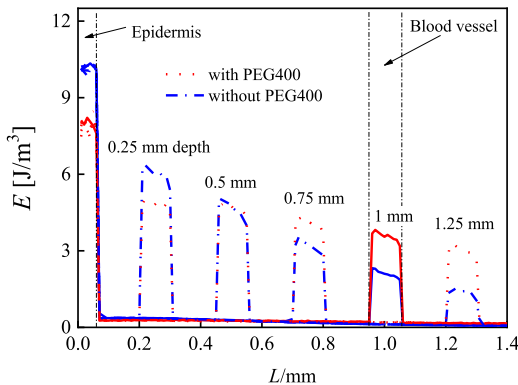 Epidermis
Blood vessel
with PEG400
without PEG400
0.25 mm depth
0.5 mm
0.75 mm
1 mm
1.25 mm
E [J/m³]
12
9
6
3
0
0.0 0.2 0.4 0.6 0.8 1.0 1.2 1.4
L/mm